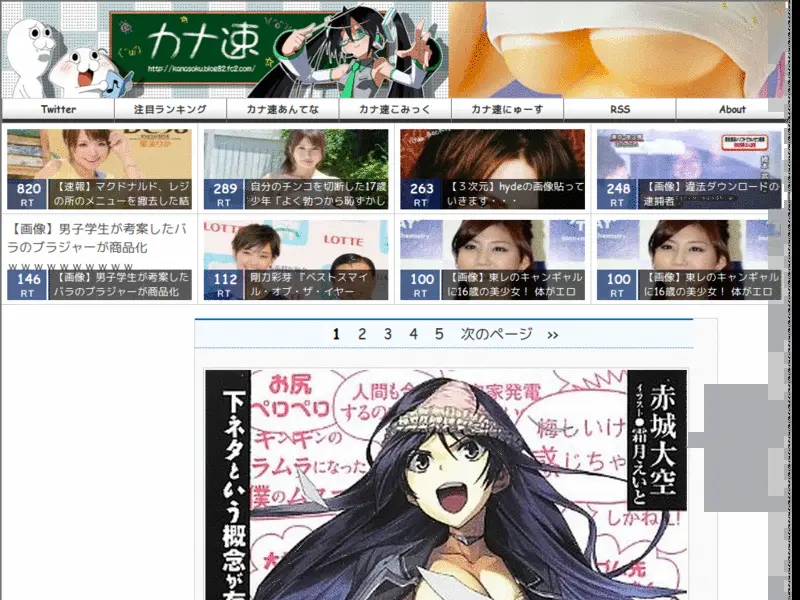 カナ速
http://kanasoku.blog82.fc2.com/
Twitter
注目ランキング
カナ速あんてな
カナ速こみっく
カナ速にゅーす
RSS
About
820 RT
【速報】マクドナルド、レジ
の所のメニューを撤去した結
289 RT
自分のチンコを切断した17歳
少年「よく勃つから恥ずかし
263 RT
【３次元】hydeの画像貼って
いきます・・・
248 RT
【画像】違法ダウンロードの
逮捕者
【画像】男子学生が考案したバ
ラのブラジャーが商品化
ｗｗｗｗｗｗｗｗｗｗ
146 RT
【画像】男子学生が考案した
バラのブラジャーが商品化
LOTTE
LOTTE
112 RT
剛力彩芽 『ベストスマイ
ル・オブ・ザ・イヤー
100 RT
【画像】東レのキャンギャル
に16歳の美少女！ 体がエロ
100 RT
【画像】東レのキャンギャル
に16歳の美少女！ 体がエロ
1 2 3 4 5 次のページ >>
赤城大空
イラスト●霜月えいと
下ネタという概念が
お尻
ペロペロ
人間も
家発電
するの
悔しいけ
感じちゃ
ラムラになった
僕のムス
しかね